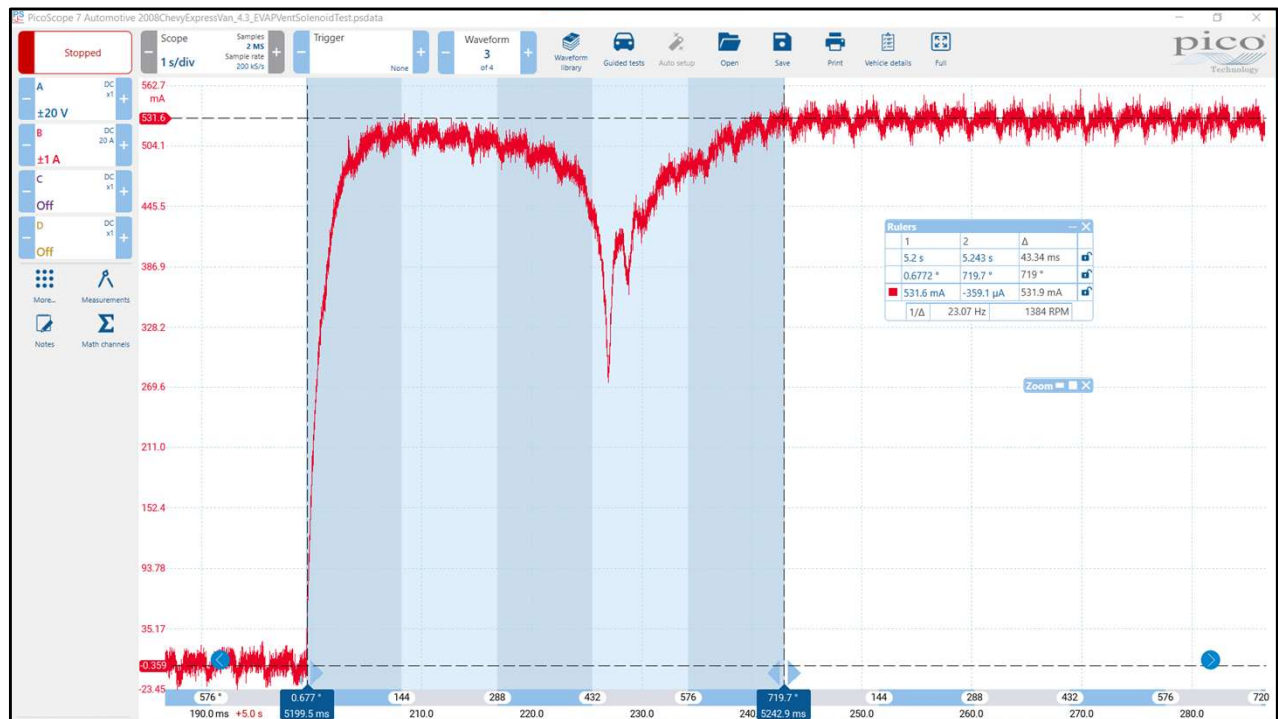 PicoScope 7 Automotive 2008ChevyExpressVan_4.3_EVAPVentSolenoidTest.psdata
Stopped
Scope
1 s/div
Samples
2 MS
Sample rate
200 kS/s
Trigger
None
Waveform
3
of 4
Waveform library
Guided tests
Auto setup
Open
Save
Print
Vehicle details
Full
pico
Technology
A
DC
x1
±20 V
B
DC
20 A
±1 A
C
DC
x1
Off
D
DC
x1
Off
More...
Measurements
Notes
Math channels
562.7
mA
531.6
504.1
445.5
386.9
328.2
269.6
211.0
152.4
93.78
35.17
-0.359
-23.45
Rulers
1 2 Δ
5.2 s 5.243 s 43.34 ms
0.6772 ° 719.7 ° 719 °
531.6 mA -359.1 µA 531.9 mA
1/Δ 23.07 Hz 1384 RPM
Zoom
576 ° 0.677 ° 144 288 432 576 719.7 ° 144 288 432 576 720
190.0 ms +5.0 s 5199.5 ms 210.0 220.0 230.0 240 5242.9 ms 250.0 260.0 270.0 280.0